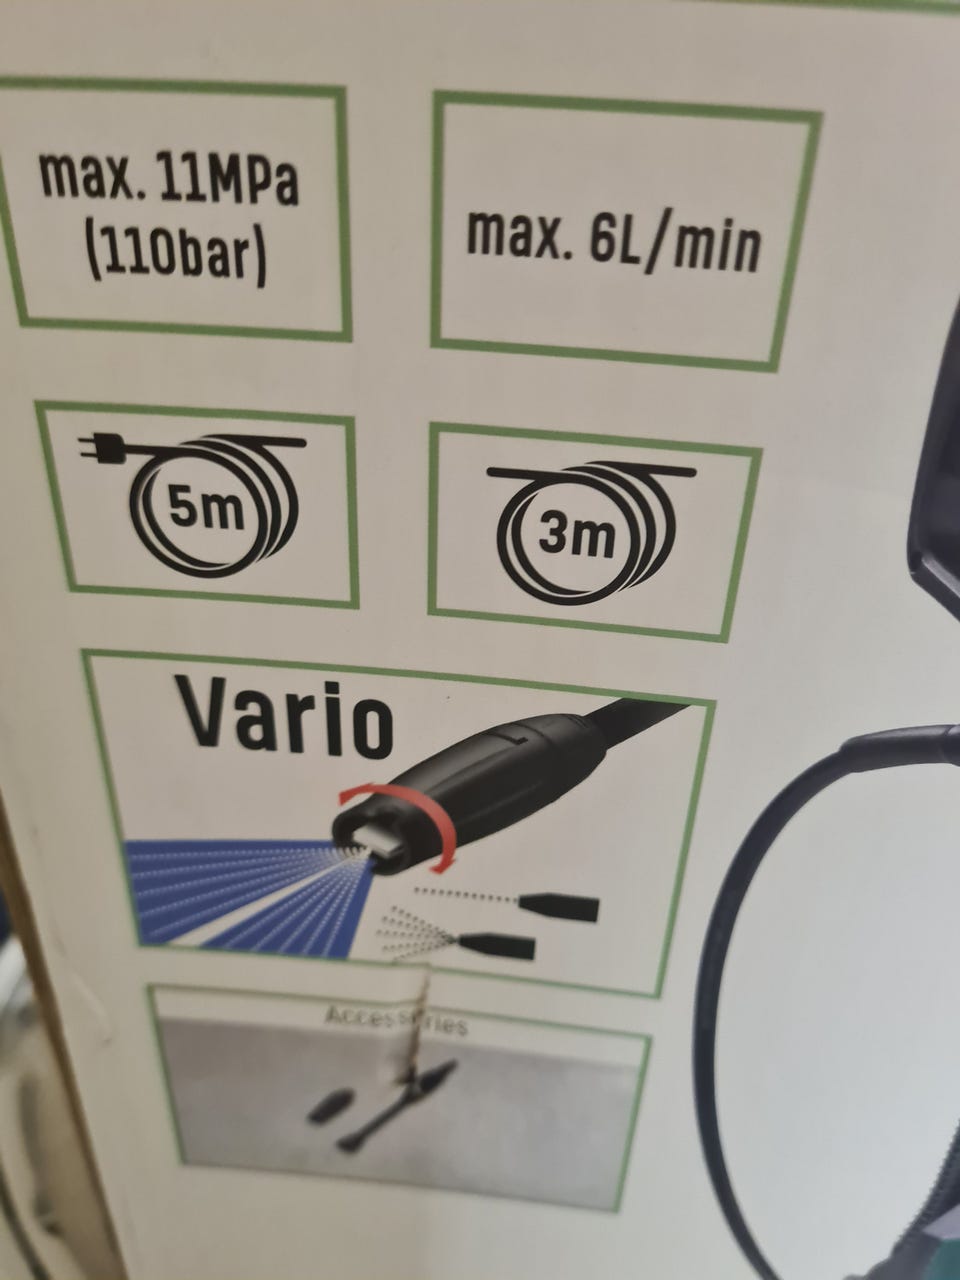 max. 11MPa
(110bar)
max. 6L/min
5m
3m
Vario
Accessories